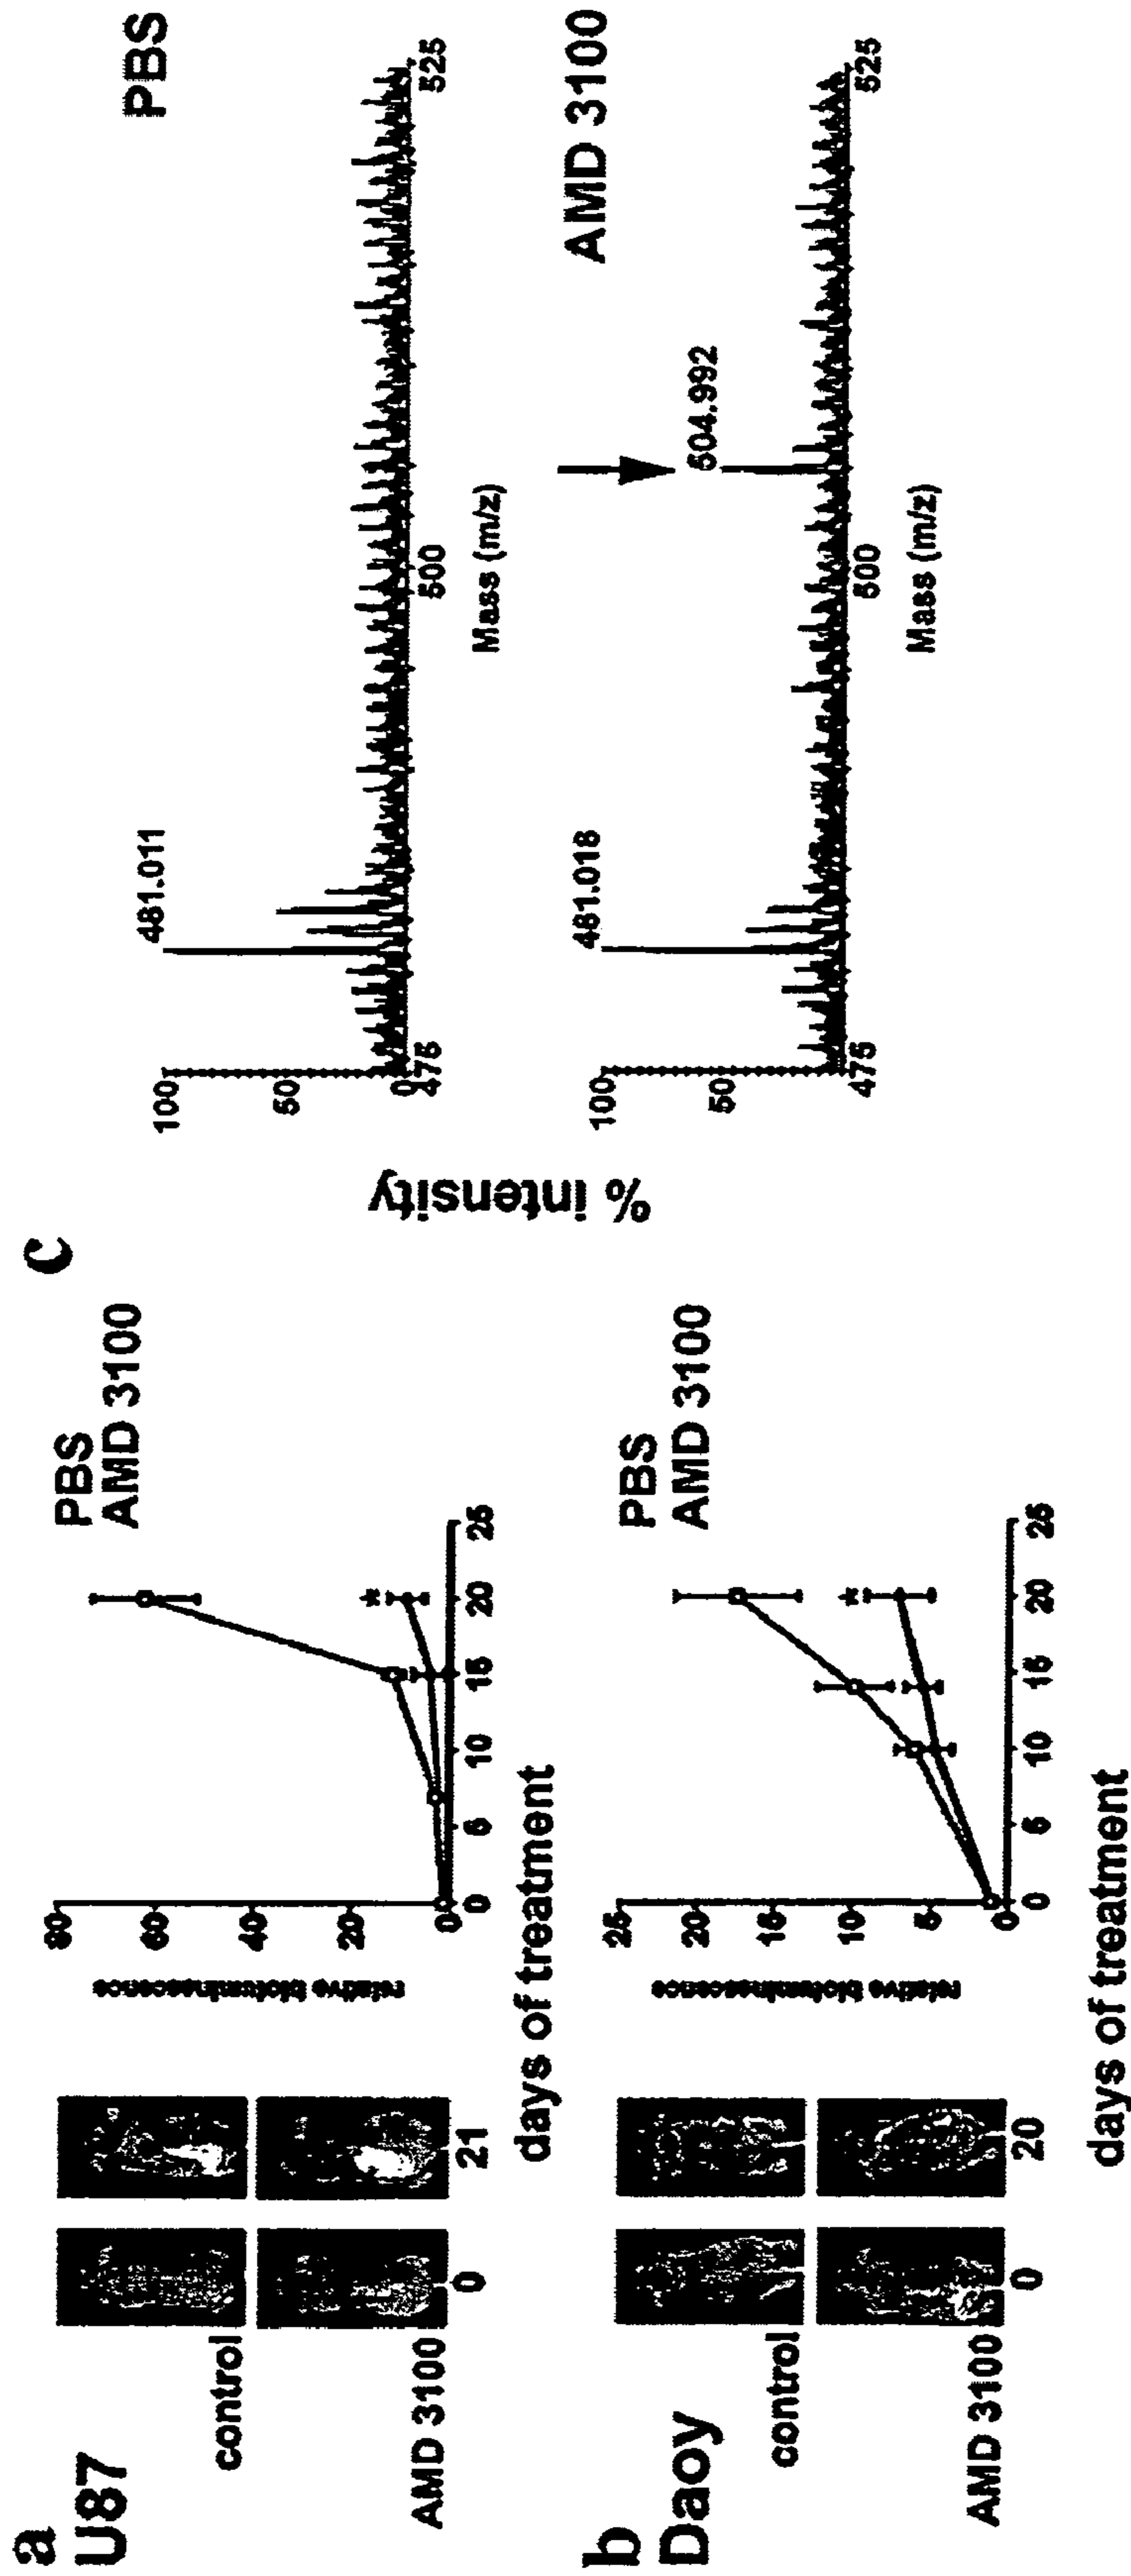 a
U87
control
AMD 3100
0
21
days of treatment
relative bioluminescence
80
60
40
20
0
0
5
10
15
20
25
*
PBS
AMD 3100
b
Daoy
control
AMD 3100
0
20
days of treatment
relative bioluminescence
25
20
15
10
5
0
0
5
10
15
20
25
*
PBS
AMD 3100
c
% intensity
PBS
100
50
0
481.011
475
500
525
Mass (m/z)
AMD 3100
100
50
481.018
504.992
475
500
525
Mass (m/z)